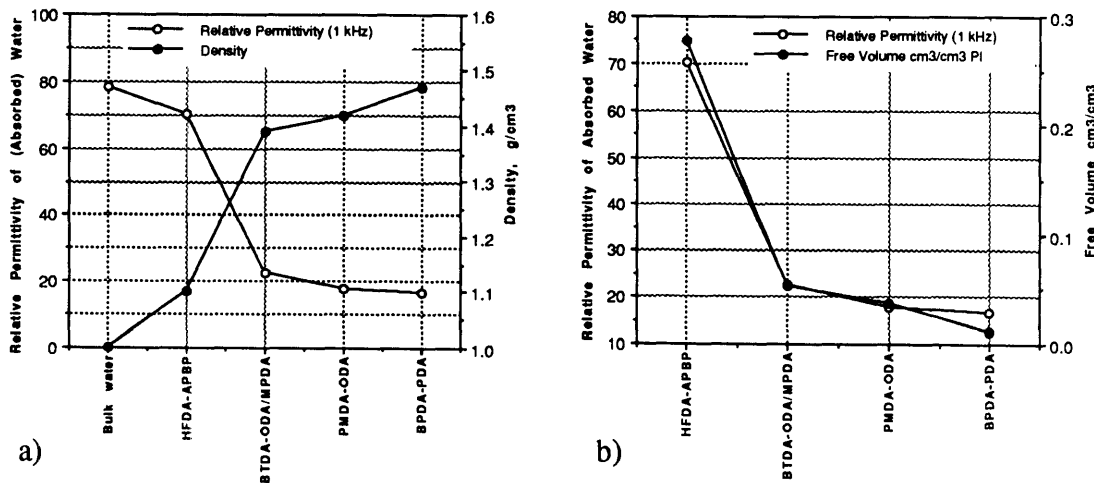 Relative Permittivity of (Absorbed) Water
100
80
60
40
20
0
Relative Permittivity (1 kHz)
Density
1.6
1.5
1.4
1.3
1.2
1.1
1.0
Density, g/cm3
Bulk water
HFDA-APBP
BTDA-ODA/MPDA
PMDA-ODA
BPDA-PDA
a)
Relative Permittivity of Absorbed Water
80
70
60
50
40
30
20
10
Relative Permittivity (1 kHz)
Free Volume cm3/cm3 PI
0.3
0.2
0.1
0.0
Free Volume cm3/cm3
HFDA-APBP
BTDA-ODA/MPDA
PMDA-ODA
BPDA-PDA
b)